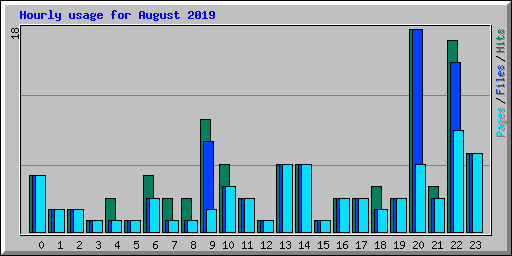 Hourly usage for August 2019
18
Pages/Files/Hits
0 1 2 3 4 5 6 7 8 9 10 11 12 13 14 15 16 17 18 19 20 21 22 23